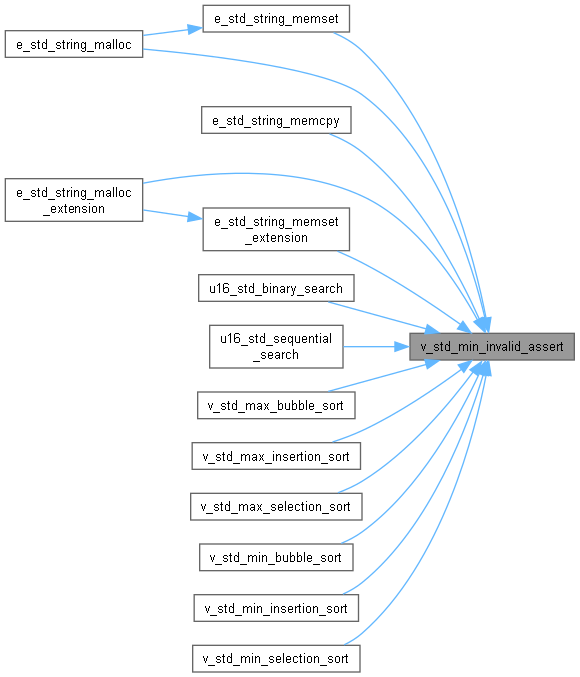 e_std_string_memset
e_std_string_malloc
e_std_string_memcpy
e_std_string_malloc
_extension
e_std_string_memset
_extension
u16_std_binary_search
u16_std_sequential
_search
v_std_min_invalid_assert
v_std_max_bubble_sort
v_std_max_insertion_sort
v_std_max_selection_sort
v_std_min_bubble_sort
v_std_min_insertion_sort
v_std_min_selection_sort